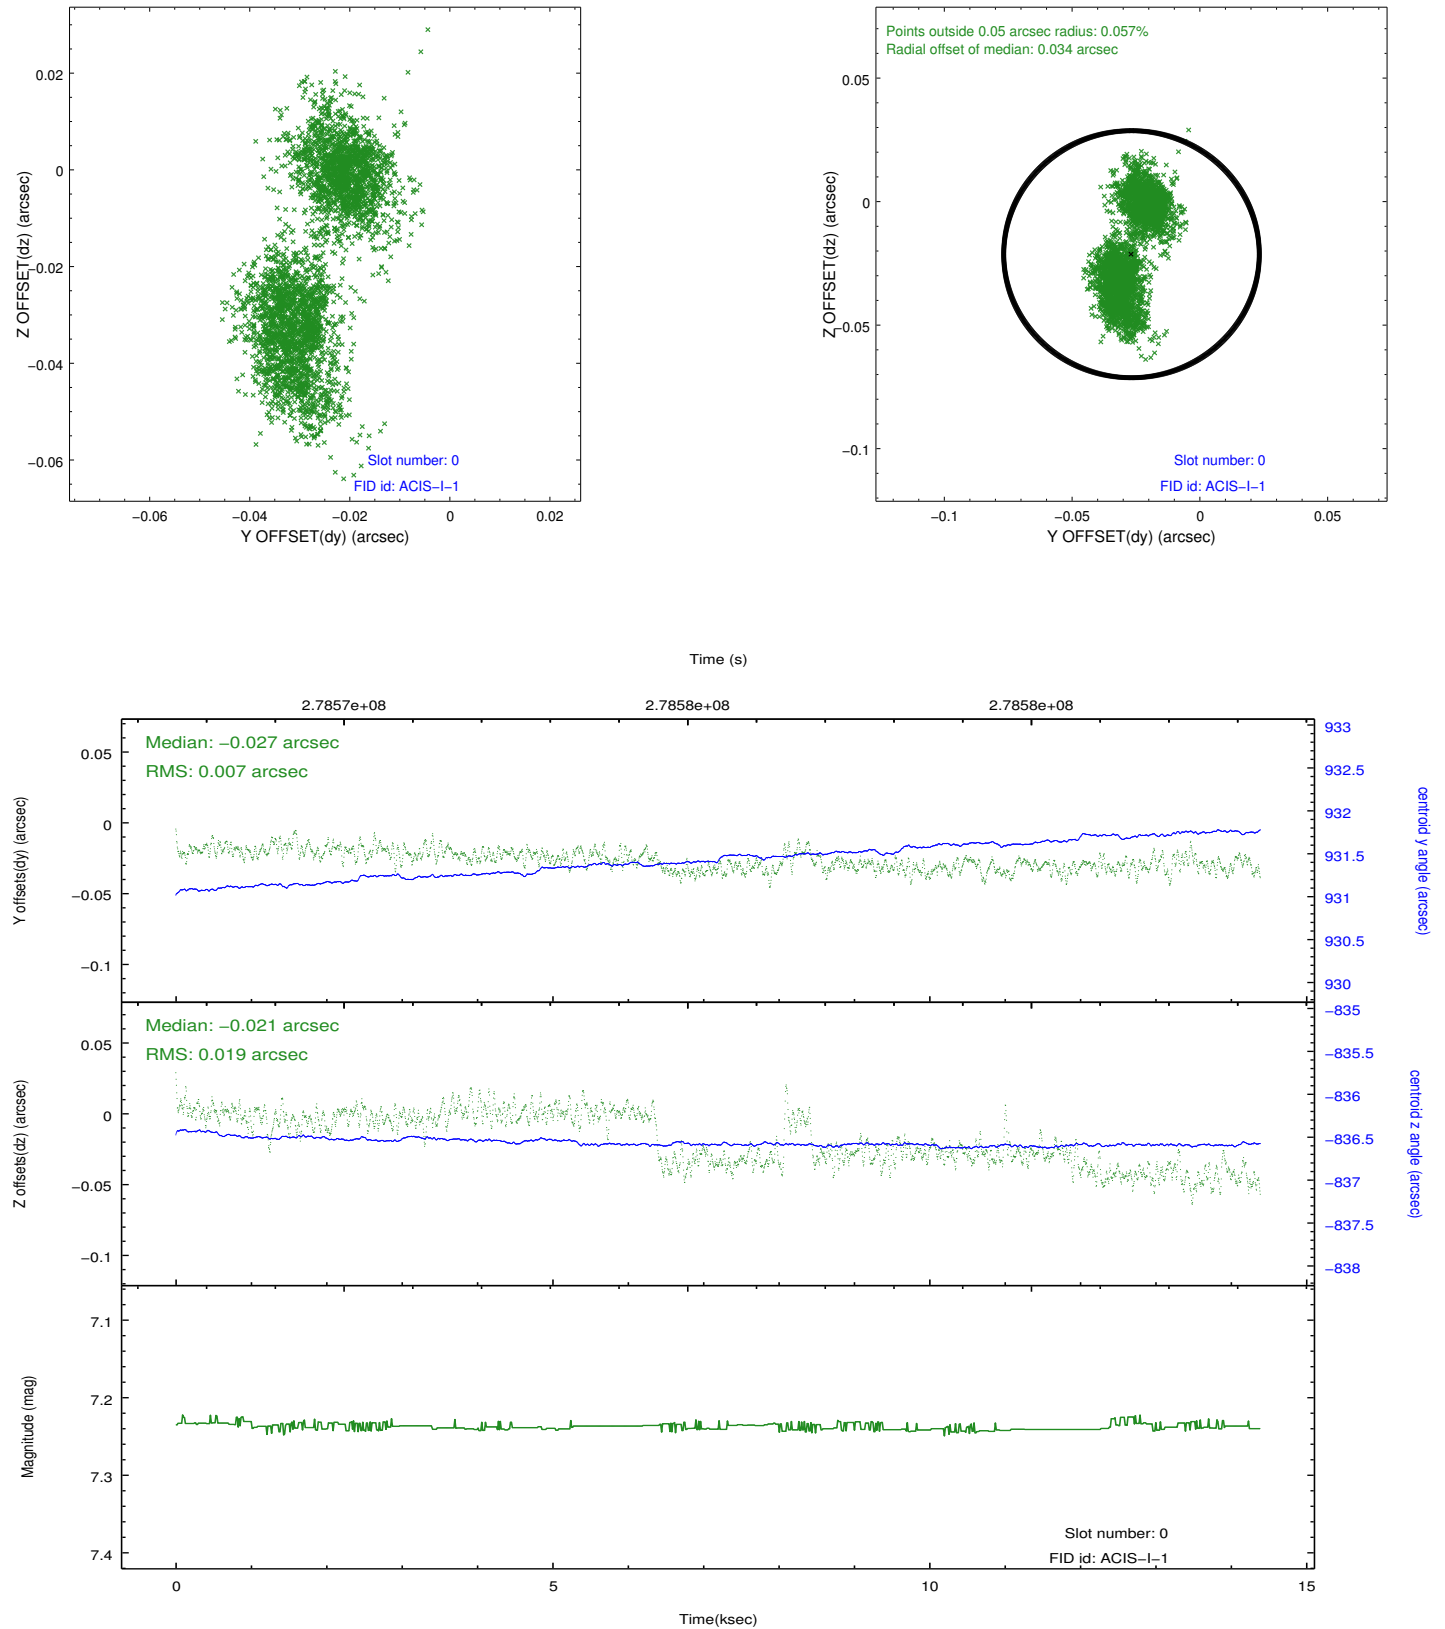 0.02
0
−0.02
−0.04
−0.06
Z OFFSET(dz) (arcsec)
Slot number: 0
FID id: ACIS−I−1
−0.06
−0.04
−0.02
0
0.02
Y OFFSET(dy) (arcsec)
Points outside 0.05 arcsec radius: 0.057%
Radial offset of median: 0.034 arcsec
0.05
0
−0.05
−0.1
Z OFFSET(dz) (arcsec)
Slot number: 0
FID id: ACIS−I−1
−0.1
−0.05
0
0.05
Y OFFSET(dy) (arcsec)
Time (s)
2.7857e+08
2.7858e+08
2.7858e+08
Median: −0.027 arcsec
RMS: 0.007 arcsec
0.05
0
−0.05
−0.1
Y offsets(dy) (arcsec)
933
932.5
932
931.5
931
930.5
930
centroid y angle (arcsec)
Median: −0.021 arcsec
RMS: 0.019 arcsec
0.05
0
−0.05
−0.1
Z offsets(dz) (arcsec)
−835
−835.5
−836
−836.5
−837
−837.5
−838
centroid z angle (arcsec)
7.1
7.2
7.3
7.4
Magnitude (mag)
Slot number: 0
FID id: ACIS−I−1
0
5
10
15
Time(ksec)